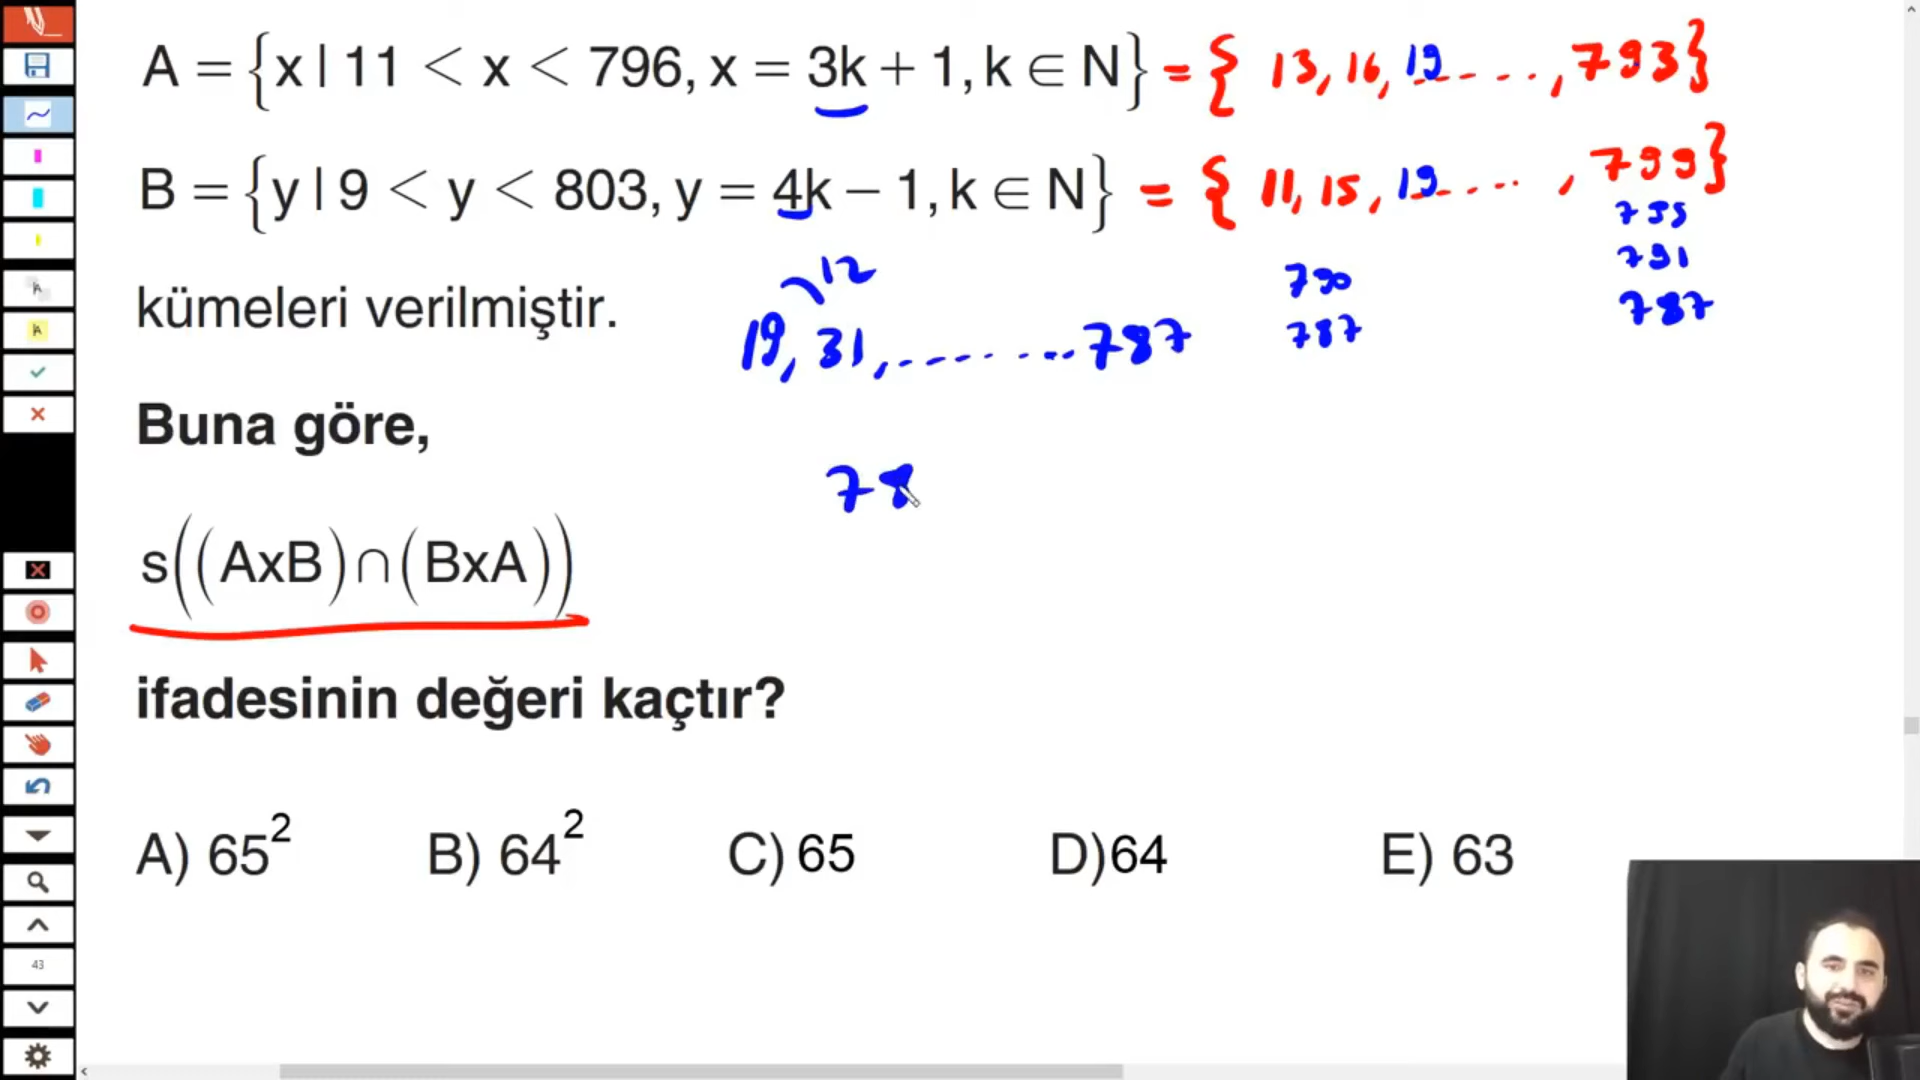 A = {x | 11 < x < 796, x = 3k + 1, k ∈ N} = { 13, 16, 19 ....., 793}
B = {y | 9 < y < 803, y = 4k − 1, k ∈ N} = { 11, 15, 19....., 799}
795
12
790
791
kümeleri verilmiştir.
19, 31, ........ 787
787
787
Buna göre,
78
s((AxB)∩(BxA))
ifadesinin değeri kaçtır?
A) 65²
B) 64²
C) 65
D) 64
E) 63
43